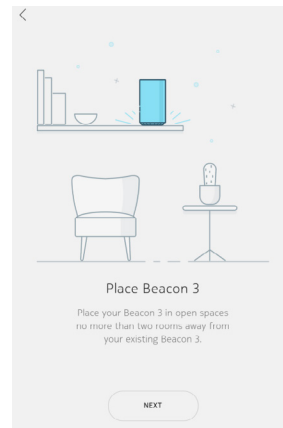 Place Beacon 3
Place your Beacon 3 in open spaces
no more than two rooms away from
your existing Beacon 3.
NEXT